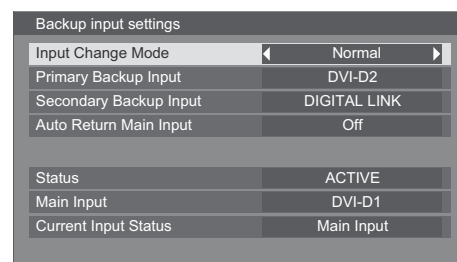 Backup input settings
Input Change Mode Normal
Primary Backup Input DVI-D2
Secondary Backup Input DIGITAL LINK
Auto Return Main Input Off
Status ACTIVE
Main Input DVI-D1
Current Input Status Main Input